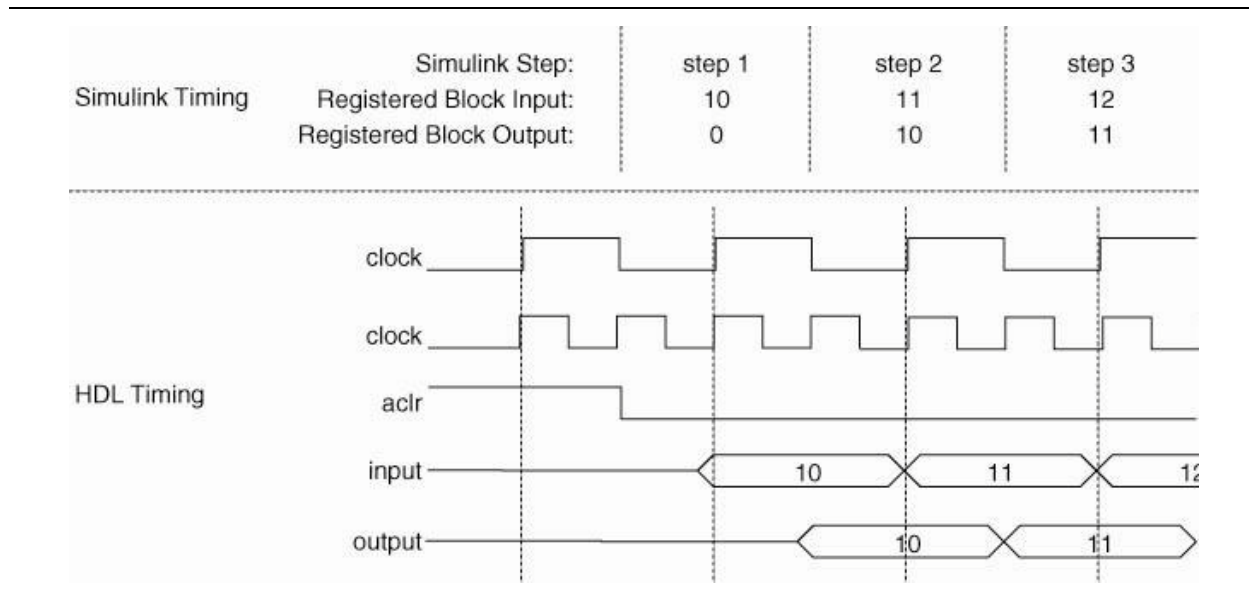 Simulink Step: step 1 step 2 step 3
Simulink Timing Registered Block Input: 10 11 12
Registered Block Output: 0 10 11
clock
clock
HDL Timing
aclr
input 10 11 12
output 10 11